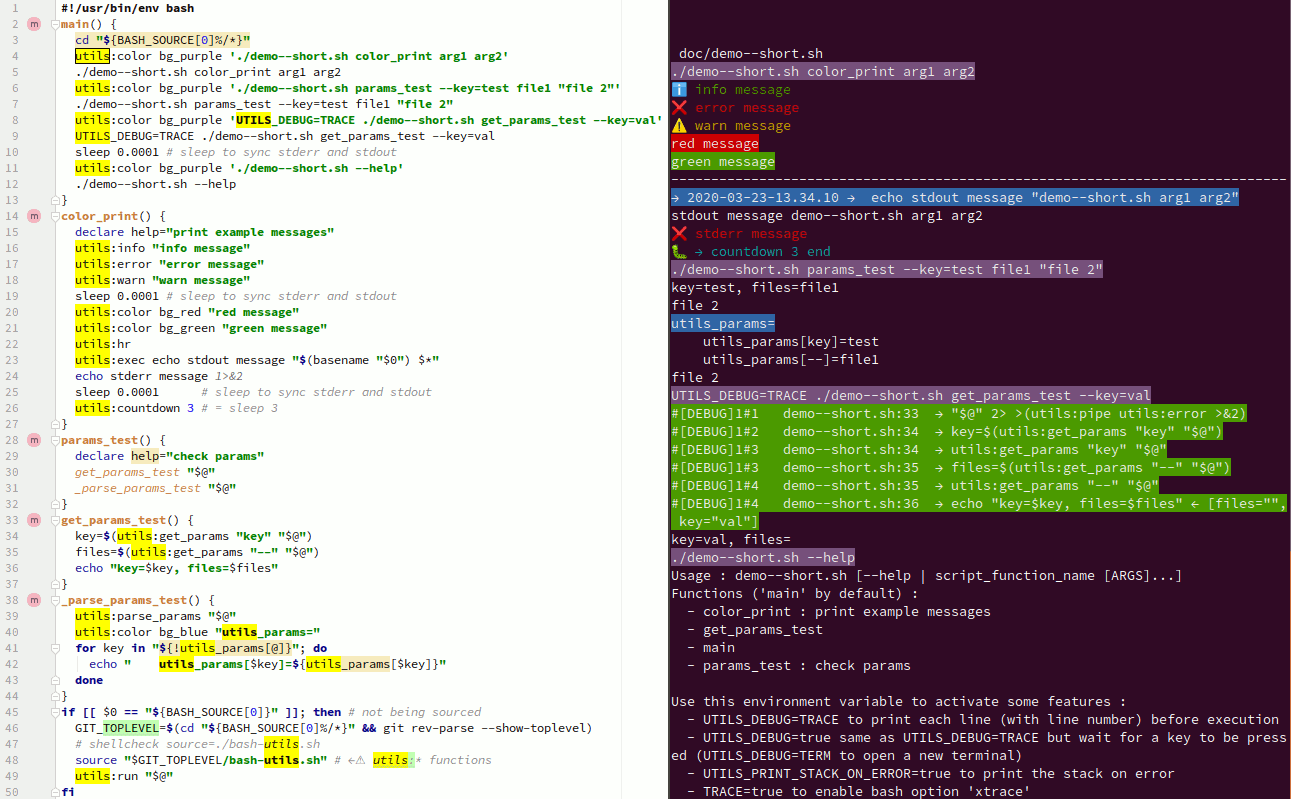 1 #!/usr/bin/env bash
2 m main() {
3 cd "${BASH_SOURCE[0]%/*}"
4 utils:color bg_purple './demo--short.sh color_print arg1 arg2'
5 ./demo--short.sh color_print arg1 arg2
6 utils:color bg_purple './demo--short.sh params_test --key=test file1 "file 2"'
7 ./demo--short.sh params_test --key=test file1 "file 2"
8 utils:color bg_purple 'UTILS_DEBUG=TRACE ./demo--short.sh get_params_test --key=val'
9 UTILS_DEBUG=TRACE ./demo--short.sh get_params_test --key=val
10 sleep 0.0001 # sleep to sync stderr and stdout
11 utils:color bg_purple './demo--short.sh --help'
12 ./demo--short.sh --help
13 }
14 m color_print() {
15 declare help="print example messages"
16 utils:info "info message"
17 utils:error "error message"
18 utils:warn "warn message"
19 sleep 0.0001 # sleep to sync stderr and stdout
20 utils:color bg_red "red message"
21 utils:color bg_green "green message"
22 utils:hr
23 utils:exec echo stdout message "$(basename "$0") $*"
24 echo stderr message 1>&2
25 sleep 0.0001 # sleep to sync stderr and stdout
26 utils:countdown 3 # = sleep 3
27 }
28 m params_test() {
29 declare help="check params"
30 get_params_test "$@"
31 _parse_params_test "$@"
32 }
33 m get_params_test() {
34 key=$(utils:get_params "key" "$@")
35 files=$(utils:get_params "--" "$@")
36 echo "key=$key, files=$files"
37 }
38 m _parse_params_test() {
39 utils:parse_params "$@"
40 utils:color bg_blue "utils_params="
41 for key in "${!utils_params[@]}"; do
42 echo " utils_params[$key]=${utils_params[$key]}"
43 done
44 }
45 if [[ $0 == "${BASH_SOURCE[0]}" ]]; then # not being sourced
46 GIT_TOPLEVEL=$(cd "${BASH_SOURCE[0]%/*}" && git rev-parse --show-toplevel)
47 # shellcheck source=./bash-utils.sh
48 source "$GIT_TOPLEVEL/bash-utils.sh" # ←⚠ utils:* functions
49 utils:run "$@"
50 fi
doc/demo--short.sh
./demo--short.sh color_print arg1 arg2
ℹ️ info message
❌ error message
⚠️ warn message
red message
green message
-----------------------------------------------------------------------------
→ 2020-03-23-13.34.10 → echo stdout message "demo--short.sh arg1 arg2"
stdout message demo--short.sh arg1 arg2
❌ stderr message
🐛 → countdown 3 end
./demo--short.sh params_test --key=test file1 "file 2"
key=test, files=file1
file 2
utils_params=
utils_params[key]=test
utils_params[--]=file1
file 2
UTILS_DEBUG=TRACE ./demo--short.sh get_params_test --key=val
#[DEBUG]1#1 demo--short.sh:33 → "$@" 2> >(utils:pipe utils:error >&2)
#[DEBUG]1#2 demo--short.sh:34 → key=$(utils:get_params "key" "$@")
#[DEBUG]1#3 demo--short.sh:34 → utils:get_params "key" "$@"
#[DEBUG]1#3 demo--short.sh:35 → files=$(utils:get_params "--" "$@")
#[DEBUG]1#4 demo--short.sh:35 → utils:get_params "--" "$@"
#[DEBUG]1#4 demo--short.sh:36 → echo "key=$key, files=$files" ← [files="",
key="val"]
key=val, files=
./demo--short.sh --help
Usage : demo--short.sh [--help | script_function_name [ARGS]...]
Functions ('main' by default) :
- color_print : print example messages
- get_params_test
- main
- params_test : check params
Use this environment variable to activate some features :
- UTILS_DEBUG=TRACE to print each line (with line number) before execution
- UTILS_DEBUG=true same as UTILS_DEBUG=TRACE but wait for a key to be press
ed (UTILS_DEBUG=TERM to open a new terminal)
- UTILS_PRINT_STACK_ON_ERROR=true to print the stack on error
- TRACE=true to enable bash option 'xtrace'